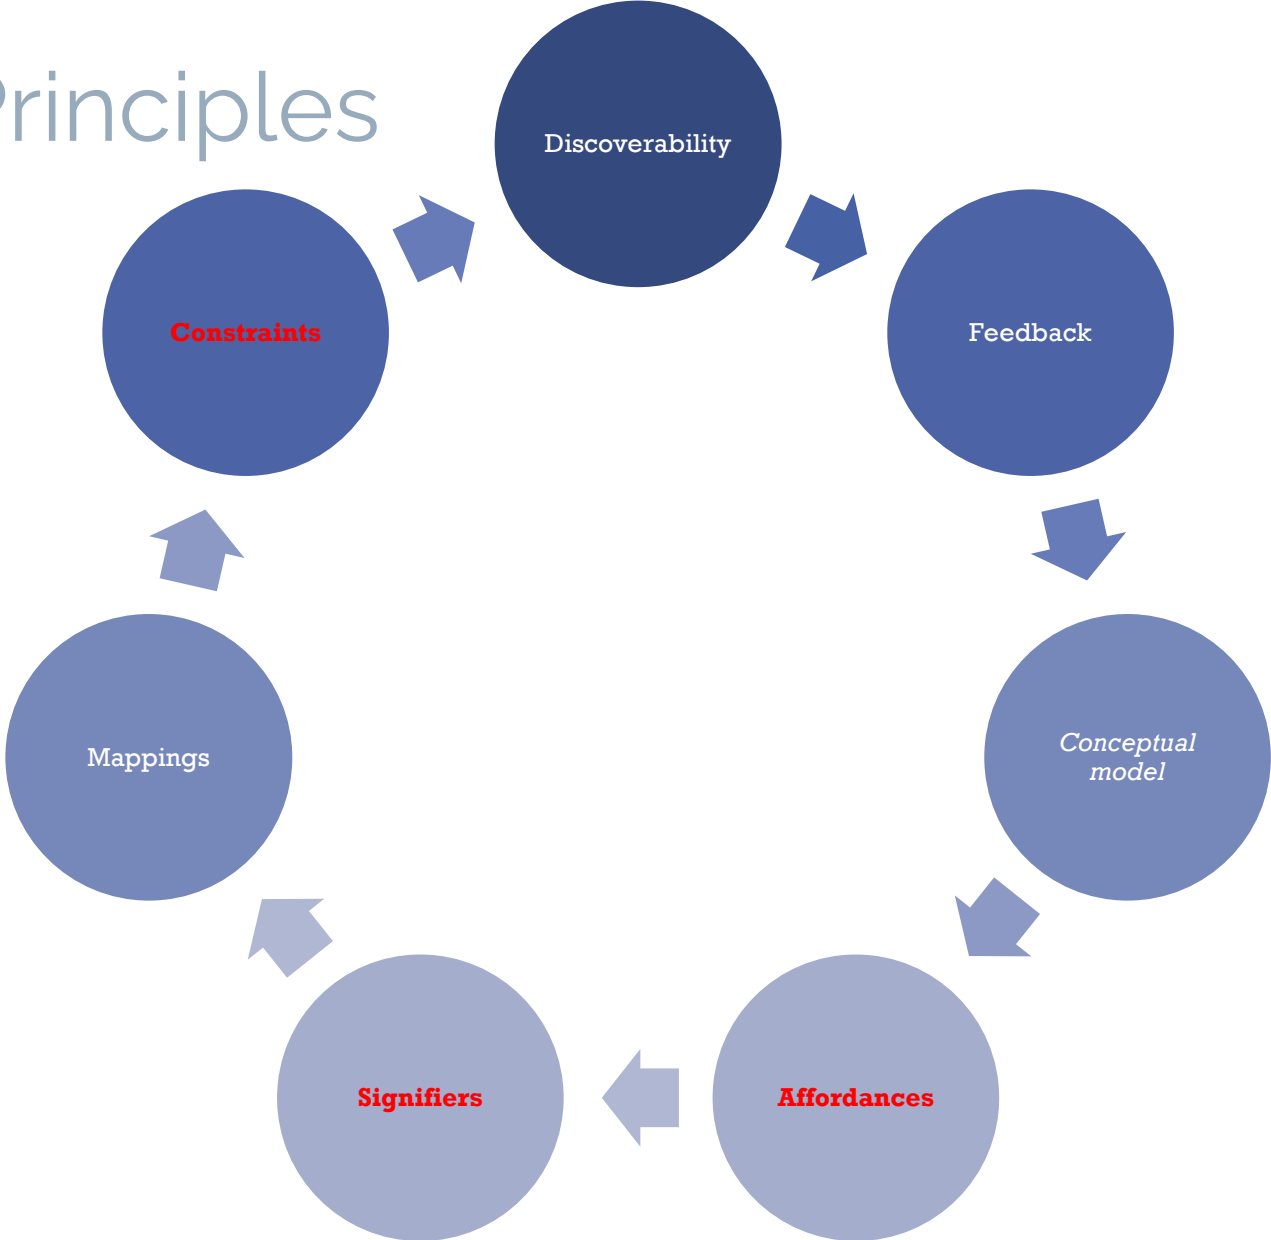 Principles
Discoverability
Feedback
Conceptual
model
Affordances
Signifiers
Mappings
Constraints